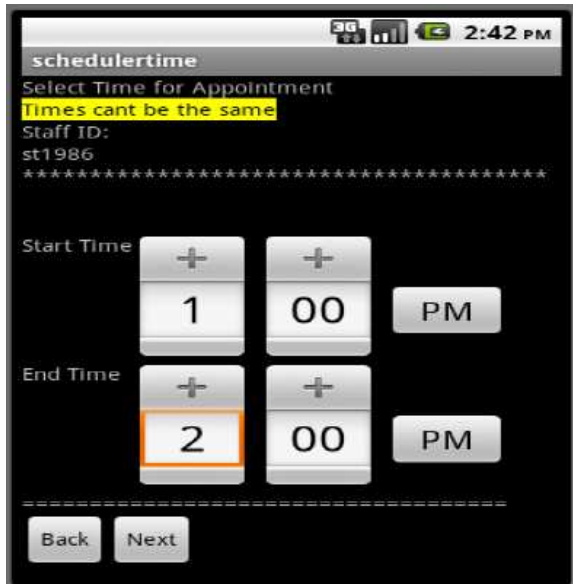 3G 2:42 PM
schedulertime
Select Time for Appointment
Times cant be the same
Staff ID:
st1986
****************************************
Start Time
+ +
1 00 PM
End Time
+ +
2 00 PM
====================================
Back Next